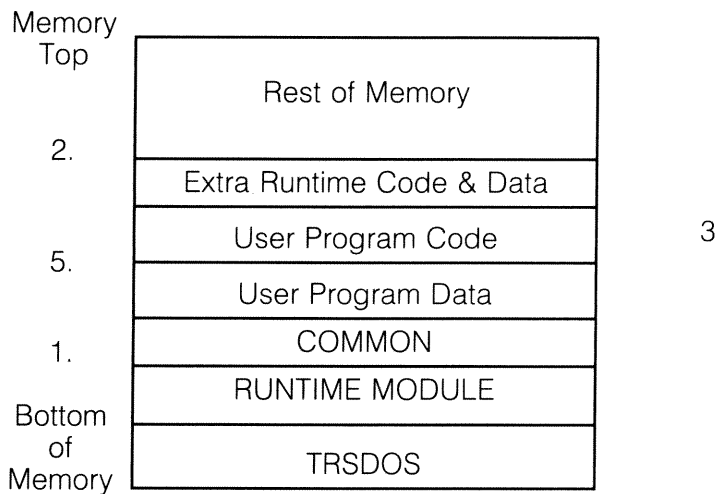 Memory
Top
Rest of Memory
2.
Extra Runtime Code & Data
User Program Code
3
5.
User Program Data
COMMON
1.
RUNTIME MODULE
Bottom
of
Memory
TRSDOS